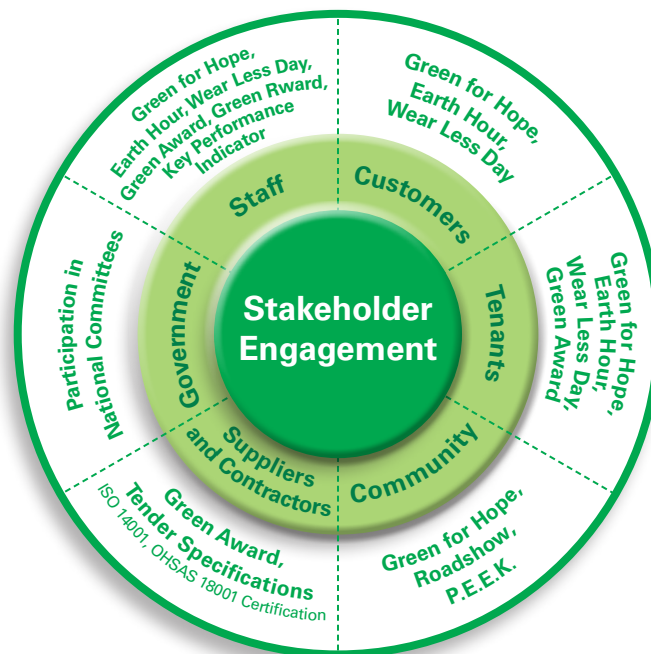 Stakeholder
Engagement
Staff
Green for Hope,
Earth Hour, Wear Less Day,
Green Award, Green Rward,
Key Performance
Indicator
Customers
Green for Hope,
Earth Hour,
Wear Less Day
Tenants
Green for Hope,
Earth Hour,
Wear Less Day,
Green Award
Community
Green for Hope,
Roadshow,
P.E.E.K.
Suppliers
and Contractors
Green Award,
Tender Specifications
ISO 14001, OHSAS 18001 Certification
Government
Participation in
National Committees